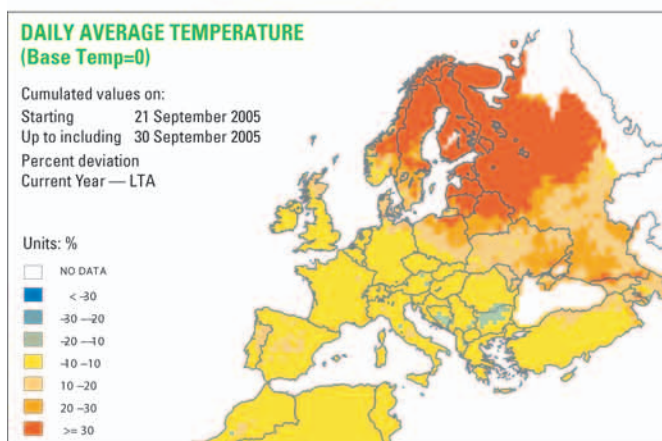 DAILY AVERAGE TEMPERATURE
(Base Temp=0)
Cumulated values on:
Starting 21 September 2005
Up to including 30 September 2005
Percent deviation
Current Year — LTA
Units: %
NO DATA
< -30
-30 —20
-20 —10
-10 –10
10 –20
20 –30
>= 30